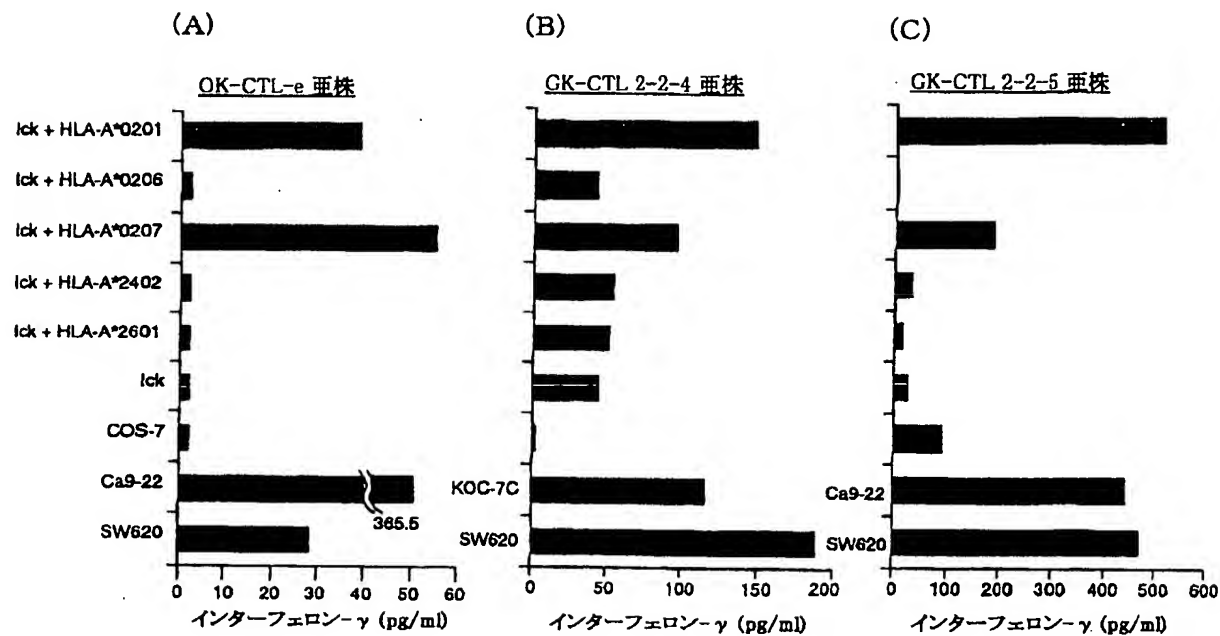 (A)
(B)
(C)
OK-CTL-e 亜株
GK-CTL 2-2-4 亜株
GK-CTL 2-2-5 亜株
lck + HLA-A*0201
lck + HLA-A*0206
lck + HLA-A*0207
lck + HLA-A*2402
lck + HLA-A*2601
lck
COS-7
Ca9-22
365.5
KOC-7C
Ca9-22
SW620
SW620
SW620
0 10 20 30 40 50 60
0 50 100 150 200
0 100 200 300 400 500 600
インターフェロン-γ (pg/ml)
インターフェロン-γ (pg/ml)
インターフェロン-γ (pg/ml)